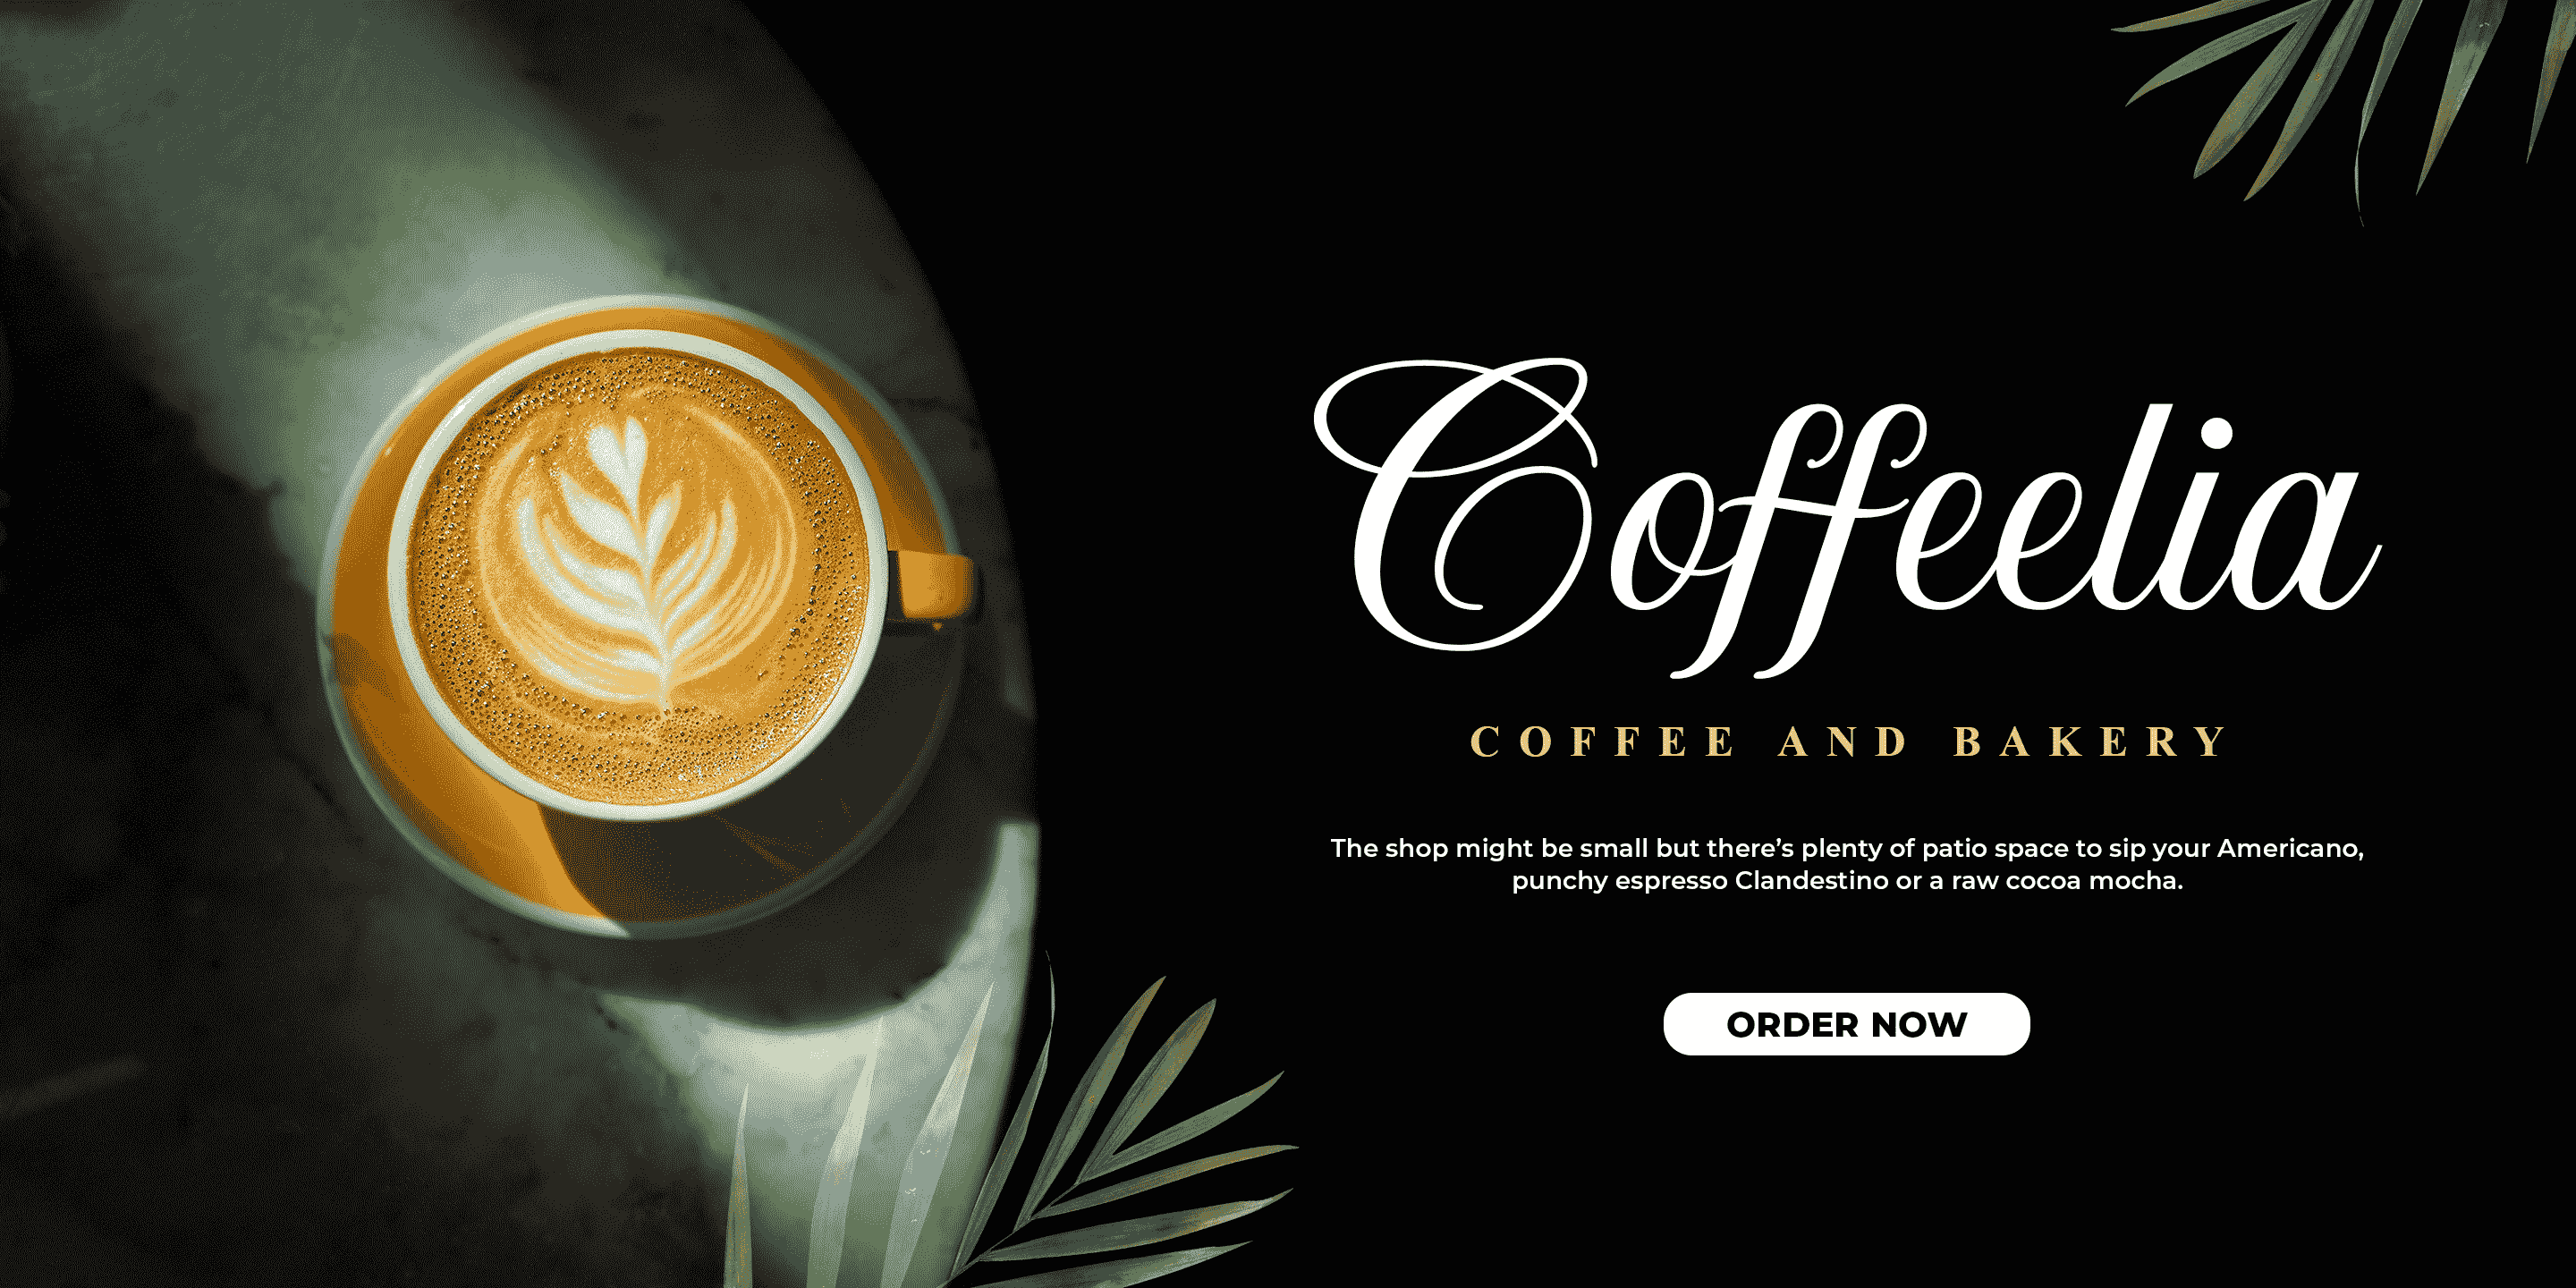 Coffeelia
COFFEE AND BAKERY
The shop might be small but there’s plenty of patio space to sip your Americano,
punchy espresso Clandestino or a raw cocoa mocha.
ORDER NOW